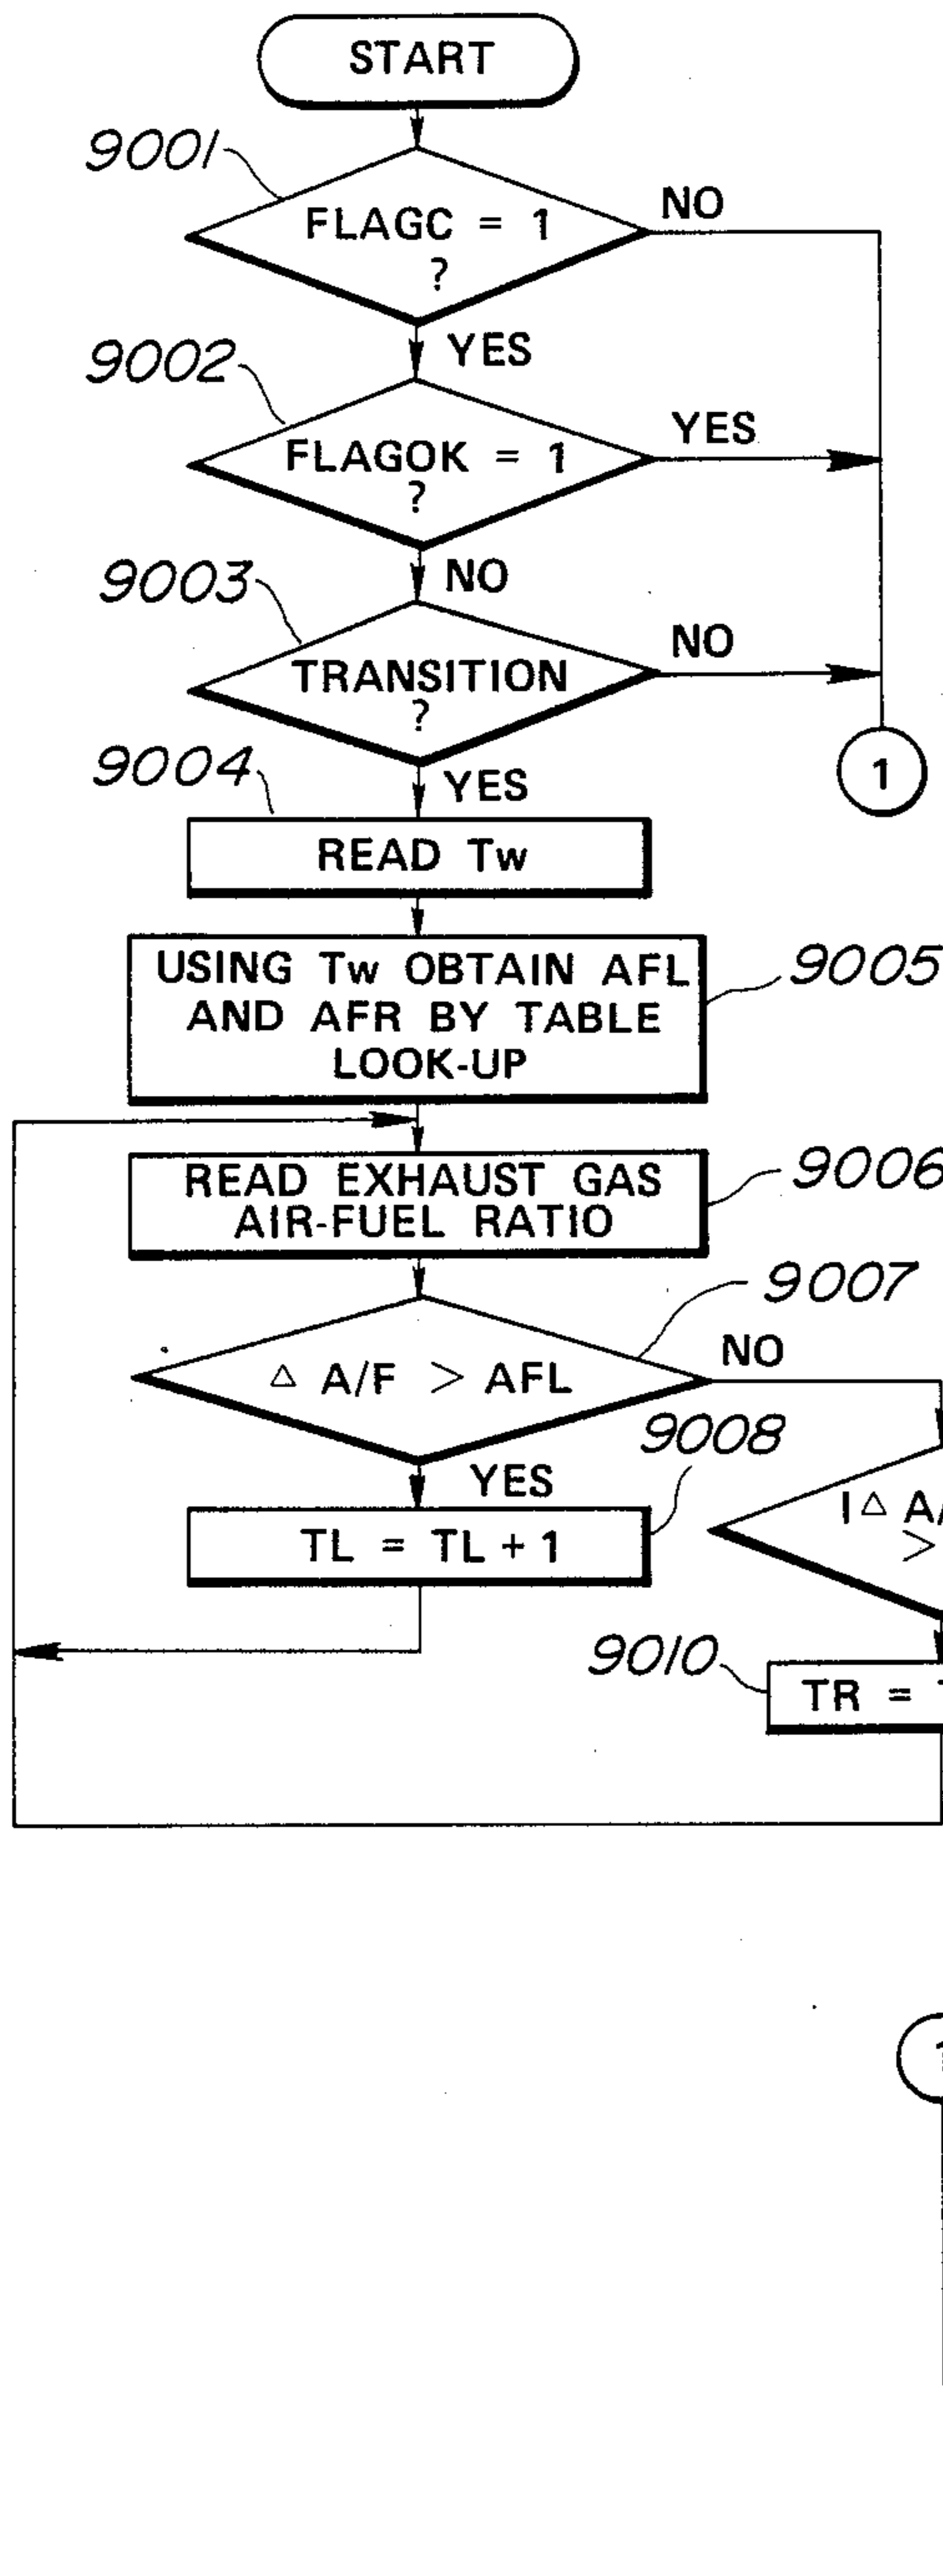 START
9001
FLAGC = 1
?
NO
YES
9002
FLAGOK = 1
?
YES
NO
9003
TRANSITION
?
NO
YES
1
9004
READ Tw
USING Tw OBTAIN AFL
AND AFR BY TABLE
LOOK-UP
9005
READ EXHAUST GAS
AIR-FUEL RATIO
9006
9007
△ A/F > AFL
NO
YES
9008
TL = TL + 1
|△ A/
>
9010
TR =